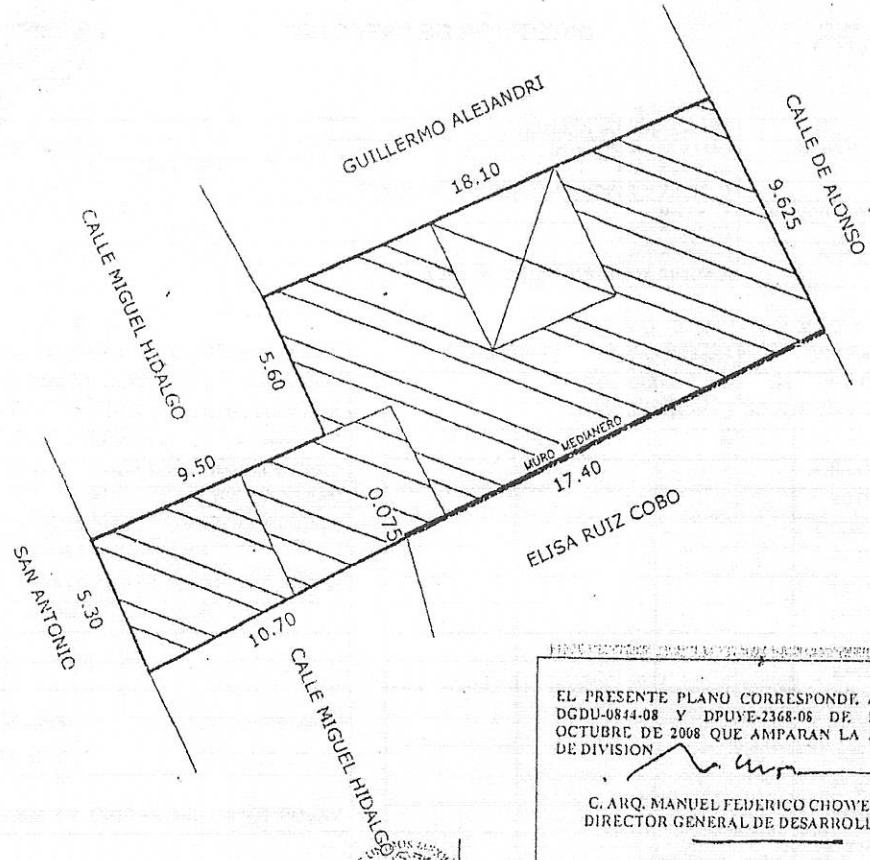 GUILLERMO ALEJANDRI
18.10
CALLE DE ALONSO
9.625
CALLE MIGUEL HIDALGO
5.60
9.50
0.075
MURO MEDIANERO
17.40
ELISA RUIZ COBO
SAN ANTONIO
5.30
10.70
CALLE MIGUEL HIDALGO
EL PRESENTE PLANO CORRESPONDE
DGDU-0844-08 Y DPUVE-2368-08 DE
OCTUBRE DE 2008 QUE AMPARAN LA
DE DIVISION
C. ARQ. MANUEL FEDERICO CHOWE
DIRECTOR GENERAL DE DESARROLL